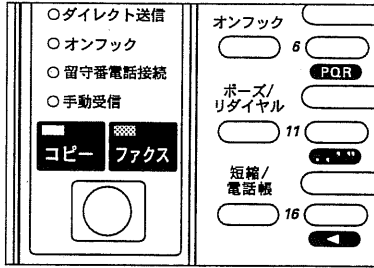 ダイレクト送信
オンフック
留守番電話接続
手動受信
コピー
ファクス
オンフック
6
PQR
ポーズ/
リダイヤル
11
短縮/
電話帳
16